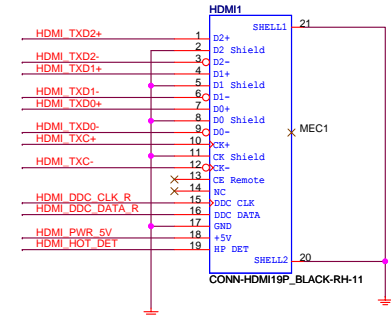 HDMI1
SHELL1 21
HDMI_TXD2+ 1 D2+
2 D2 Shield
HDMI_TXD2- 3 D2-
HDMI_TXD1+ 4 D1+
5 D1 Shield
HDMI_TXD1- 6 D1-
HDMI_TXD0+ 7 D0+
8 D0 Shield
HDMI_TXD0- 9 D0- MEC1
HDMI_TXC+ 10 CK+
11 CK Shield
HDMI_TXC- 12 CK-
13 CE Remote
14 NC
HDMI_DDC_CLK_R 15 DDC CLK
HDMI_DDC_DATA_R 16 DDC DATA
17 GND
HDMI_PWR_5V 18 +5V
HDMI_HOT_DET 19 HP DET
SHELL2 20
CONN-HDMI19P_BLACK-RH-11